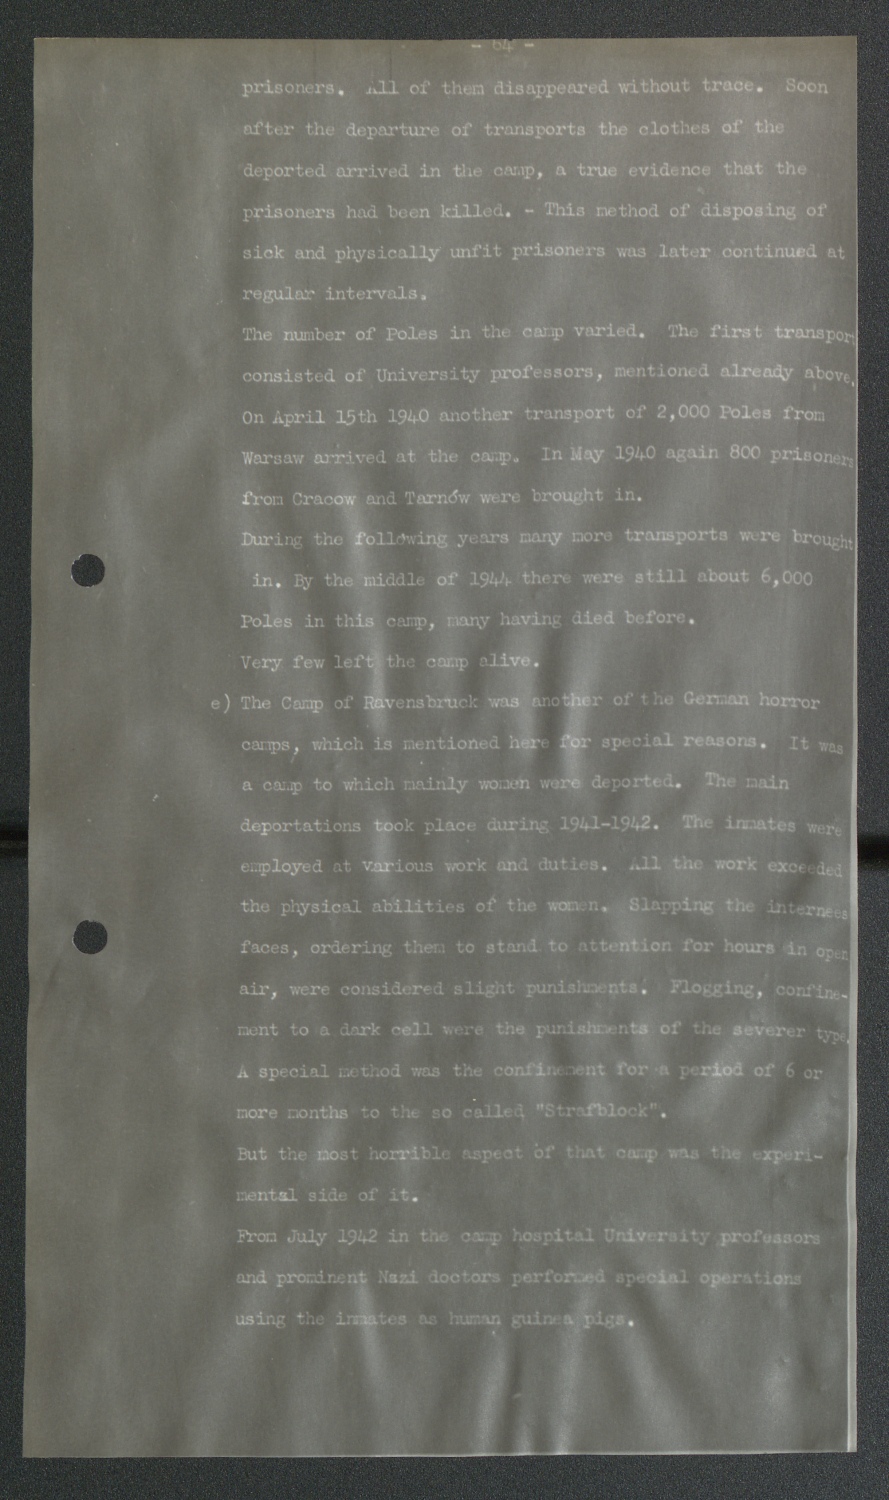 - 64 -
prisoners. All of them disappeared without trace. Soon
after the departure of transports the clothes of the
deported arrived in the camp, a true evidence that the
prisoners had been killed. - This method of disposing of
sick and physically unfit prisoners was later continued at
regular intervals.
The number of Poles in the camp varied. The first transport
consisted of University professors, mentioned already above.
On April 15th 1940 another transport of 2,000 Poles from
Warsaw arrived at the camp. In May 1940 again 800 prisoners
from Cracow and Tarnów were brought in.
During the following years many more transports were brought
in. By the middle of 1944 there were still about 6,000
Poles in this camp, many having died before.
Very few left the camp alive.
e) The Camp of Ravensbruck was another of the German horror
camps, which is mentioned here for special reasons. It was
a camp to which mainly women were deported. The main
deportations took place during 1941-1942. The inmates were
employed at various work and duties. All the work exceeded
the physical abilities of the women. Slapping the internees
faces, ordering them to stand to attention for hours in open
air, were considered slight punishments. Flogging, confine-
ment to a dark cell were the punishments of the severer type.
A special method was the confinement for a period of 6 or
more months to the so called "Strafblock".
But the most horrible aspect of that camp was the experi-
mental side of it.
From July 1942 in the camp hospital University professors
and prominent Nazi doctors performed special operations
using the inmates as human guinea pigs.